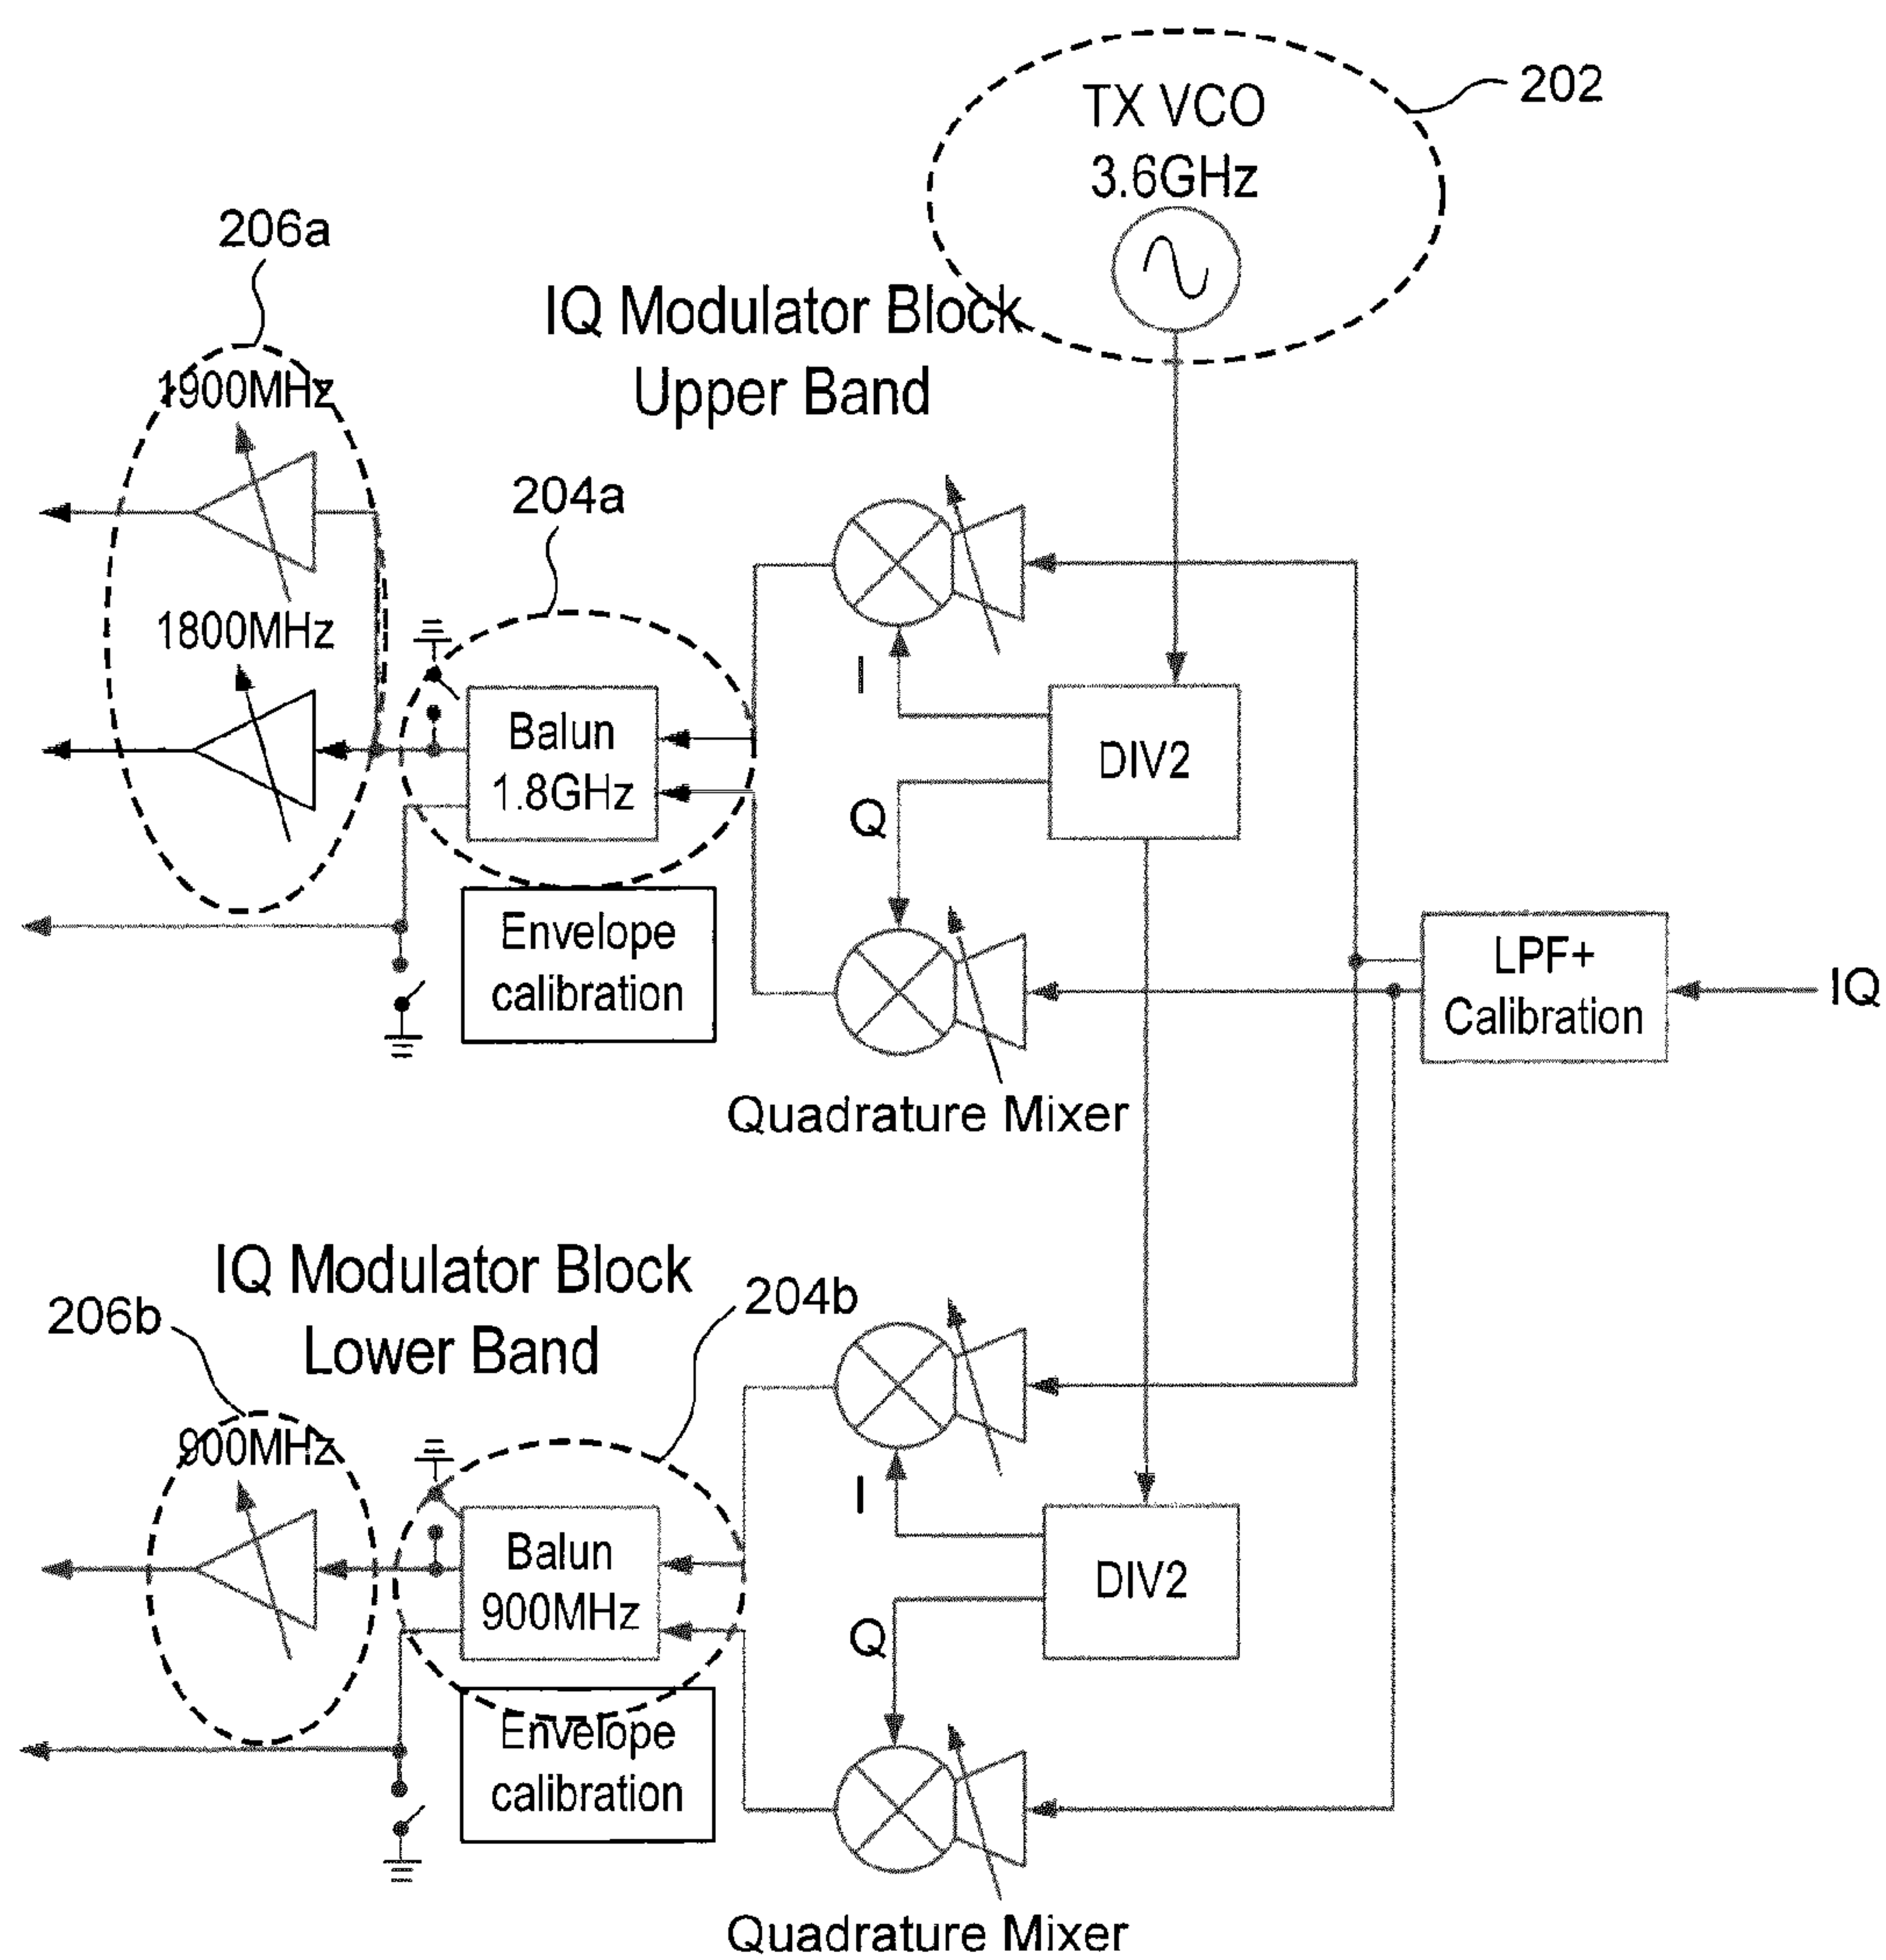 TX VCO
3.6GHz
202
206a
IQ Modulator Block
Upper Band
1900MHz
204a
1800MHz
I
Balun
1.8GHz
DIV2
Q
Envelope
calibration
LPF+
Calibration
IQ
Quadrature Mixer
IQ Modulator Block
Lower Band
206b
204b
900MHz
I
Balun
900MHz
DIV2
Q
Envelope
calibration
Quadrature Mixer